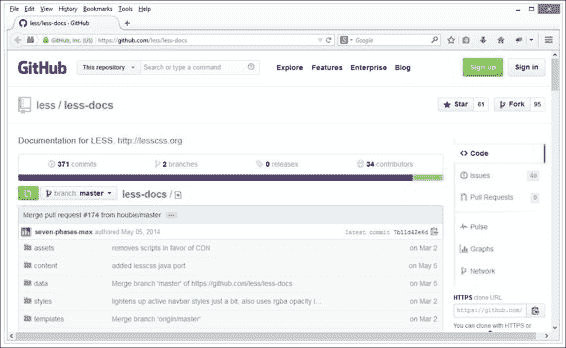 File Edit View History Bookmarks Tools Help
less/less-docs · GitHub
GitHub, Inc. (US) https://github.com/less/less-docs Google
GitHub This repository Search or type a command Explore Features Enterprise Blog Sign up Sign in
less / less-docs Star 61 Fork 95
Documentation for LESS. http://lesscss.org
371 commits 2 branches 0 releases 34 contributors
branch: master less-docs /
Merge pull request #174 from houbie/master
seven-phases-max authored May 05, 2014 latest commit
assets removes scripts in favor of CDN on Mar 2
content added lesscss java port on May 5
data Merge branch 'master' of https://github.com/less/less-docs on Mar 2
styles lightens up active navbar styles just a bit. also uses rgba opacity i… on Mar 2
templates Merge branch 'origin/master' on Mar 2
Code
Issues 48
Pull Requests 0
Pulse
Graphs
Network
HTTPS clone URL
https://github.com/
You can clone with HTTPS or